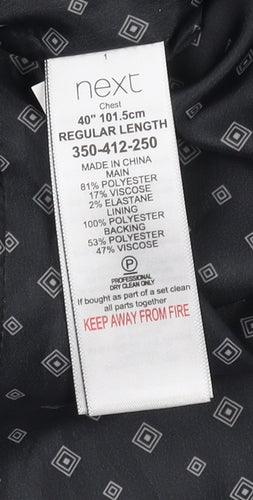 1
next
Chest
40" 101.5cm
REGULAR LENGTH
350-412-250
MADE IN CHINA
MAIN
81% POLYESTER
17% VISCOSE
2% ELASTANE
LINING
100% POLYESTER
BACKING
53% POLYESTER
47% VISCOSE
P
PROFESSIONAL
DRY CLEAN ONLY
If bought as part of a set clean
all parts together
KEEP AWAY FROM FIRE